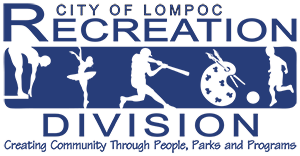 CITY OF LOMPOC
RECREATION
DIVISION
Creating Community Through People, Parks and Programs